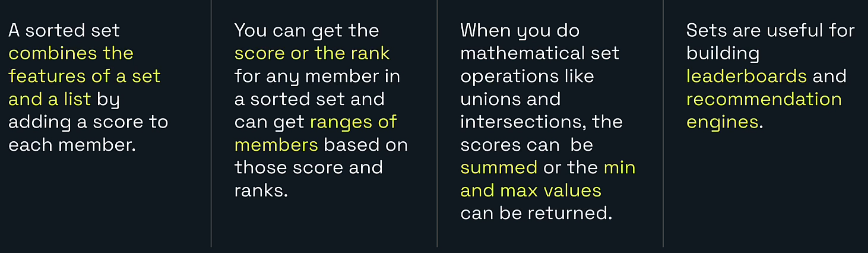 A sorted set
combines the
features of a set
and a list by
adding a score to
each member.
You can get the
score or the rank
for any member in
a sorted set and
can get ranges of
members based on
those score and
ranks.
When you do
mathematical set
operations like
unions and
intersections, the
scores can be
summed or the min
and max values
can be returned.
Sets are useful for
building
leaderboards and
recommendation
engines.